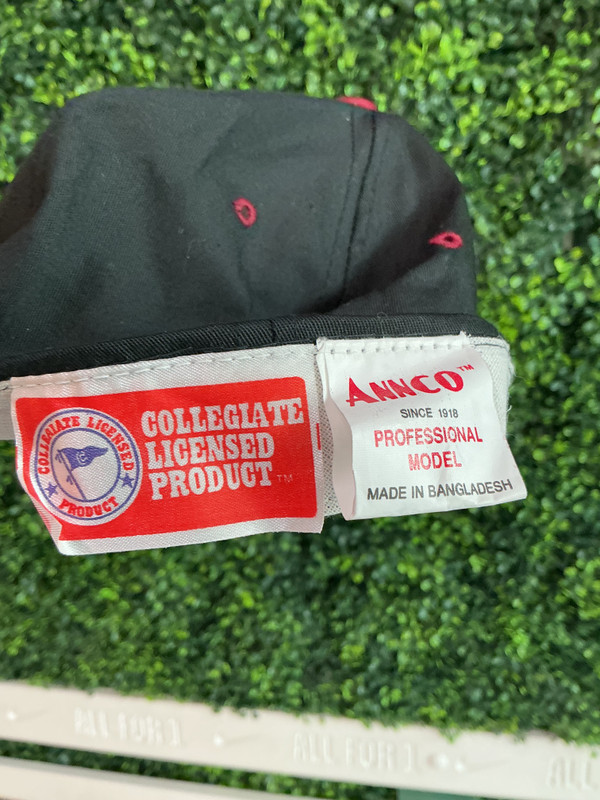 COLLEGIATE LICENSED
PRODUCT
COLLEGIATE
LICENSED
PRODUCT™
ANNCO™
SINCE 1918
PROFESSIONAL
MODEL
MADE IN BANGLADESH
ALL FOR 1
ALL FOR 1
ALL